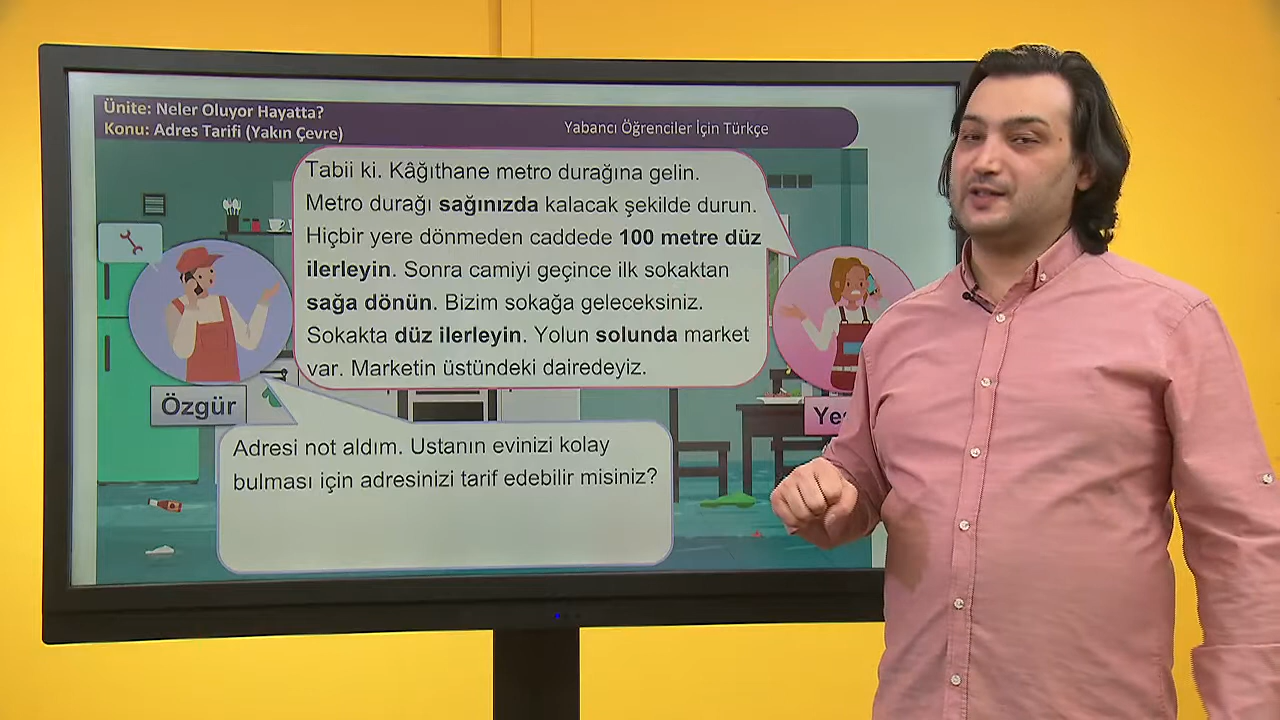 Ünite: Neler Oluyor Hayatta?
Konu: Adres Tarifi (Yakın Çevre)
Yabancı Öğrenciler İçin Türkçe
Tabii ki. Kâğıthane metro durağına gelin.
Metro durağı sağınızda kalacak şekilde durun.
Hiçbir yere dönmeden caddede 100 metre düz
ilerleyin. Sonra camiyi geçince ilk sokaktan
sağa dönün. Bizim sokağa geleceksiniz.
Sokakta düz ilerleyin. Yolun solunda market
var. Marketin üstündeki dairedeyiz.
Özgür
Adresi not aldım. Ustanın evinizi kolay
bulması için adresinizi tarif edebilir misiniz?